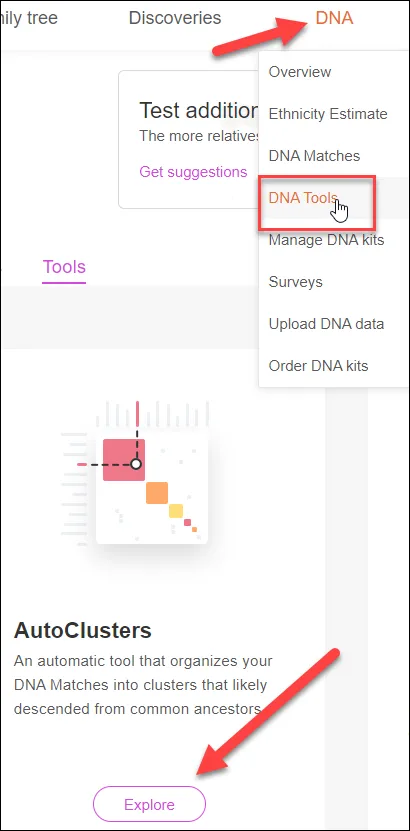 ily tree Discoveries DNA
Overview
Test addition
The more relatives
Ethnicity Estimate
DNA Matches
Get suggestions
DNA Tools
Manage DNA kits
Tools
Surveys
Upload DNA data
Order DNA kits
AutoClusters
An automatic tool that organizes your
DNA Matches into clusters that likely
descended from common ancestors
Explore